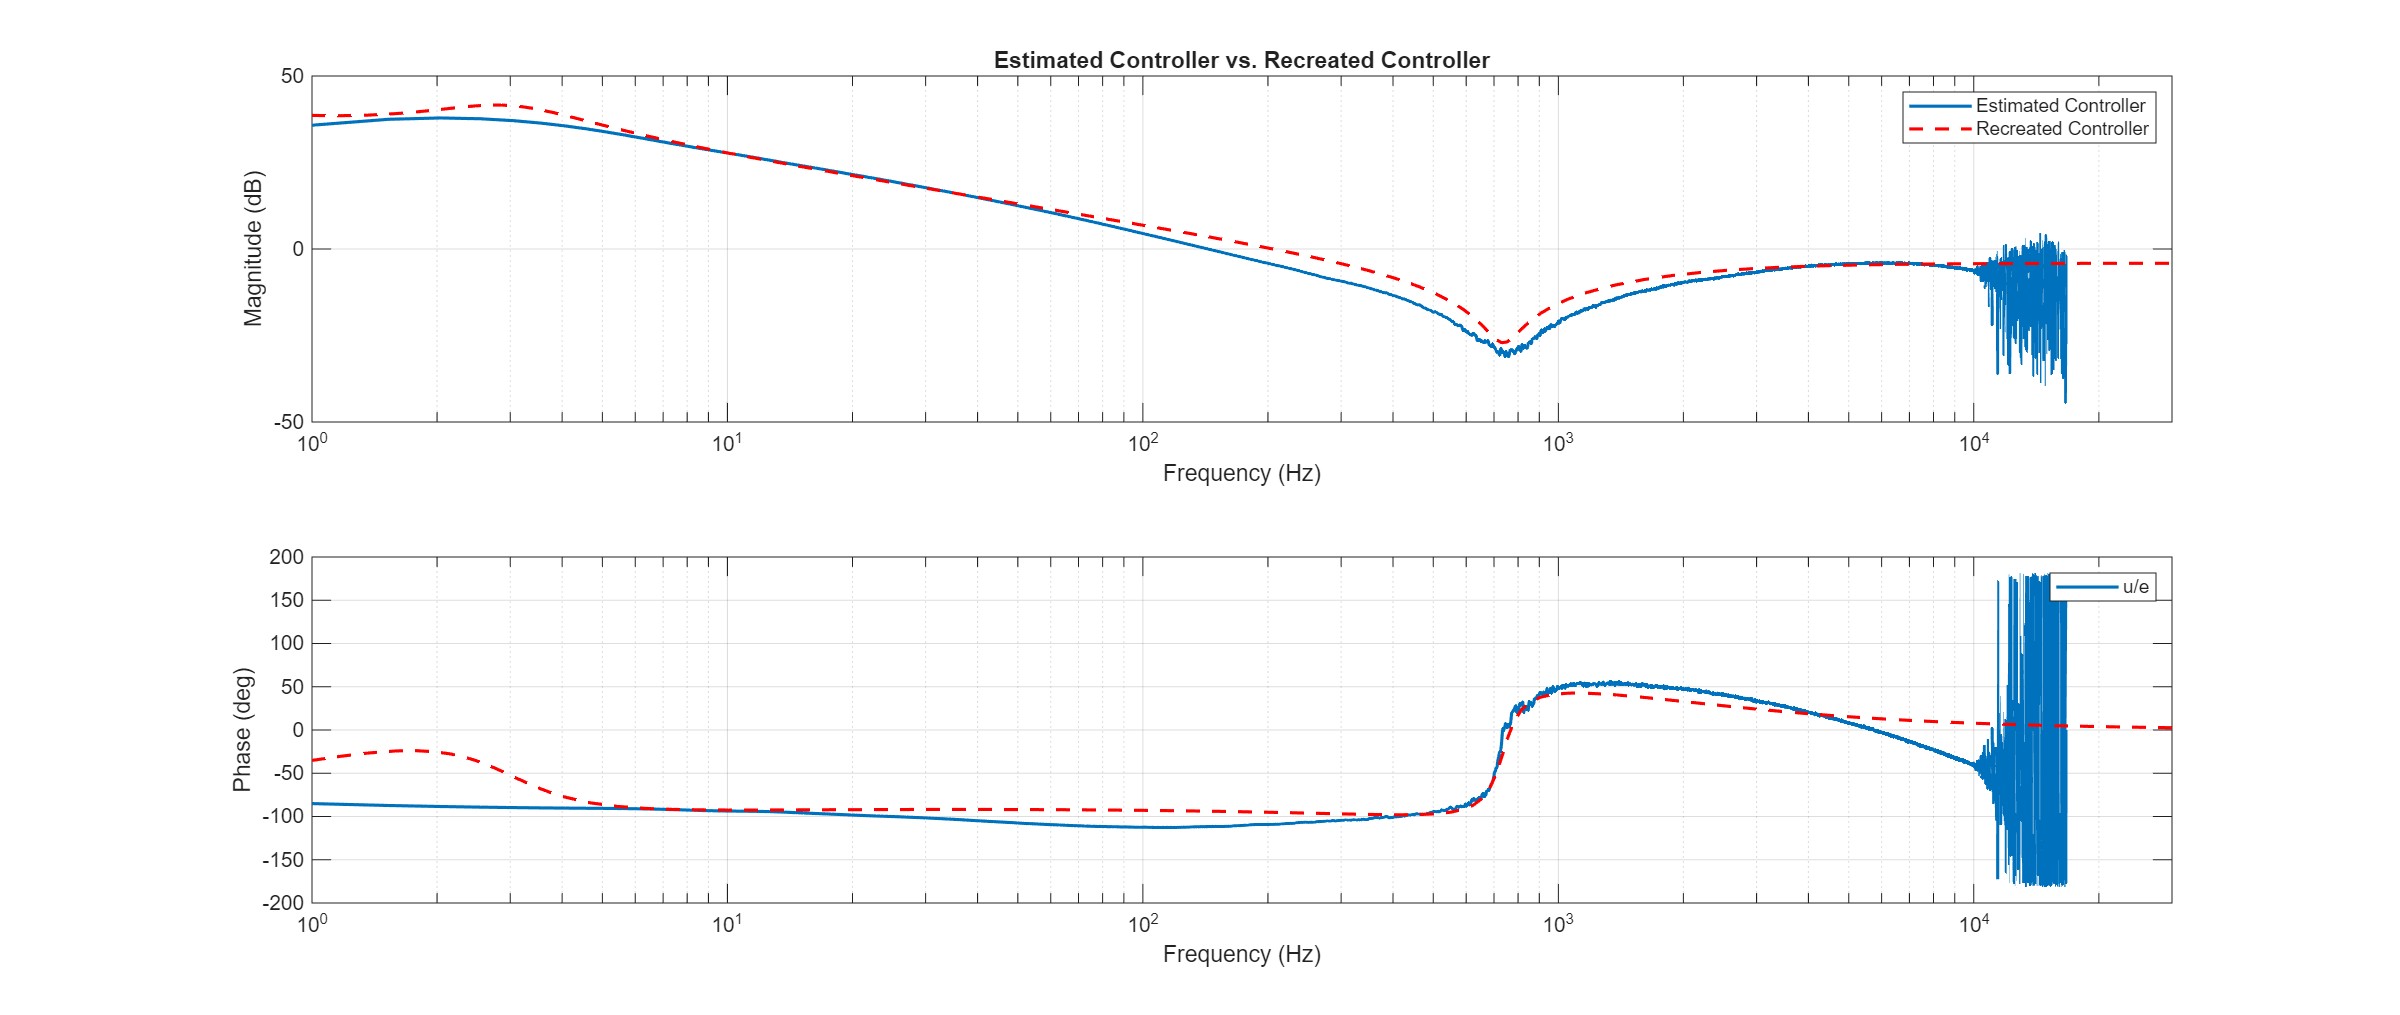 Estimated Controller vs. Recreated Controller
50
0
-50
Magnitude (dB)
Estimated Controller
Recreated Controller
10^0 10^1 10^2 10^3 10^4
Frequency (Hz)
200
150
100
50
0
-50
-100
-150
-200
Phase (deg)
u/e
10^0 10^1 10^2 10^3 10^4
Frequency (Hz)